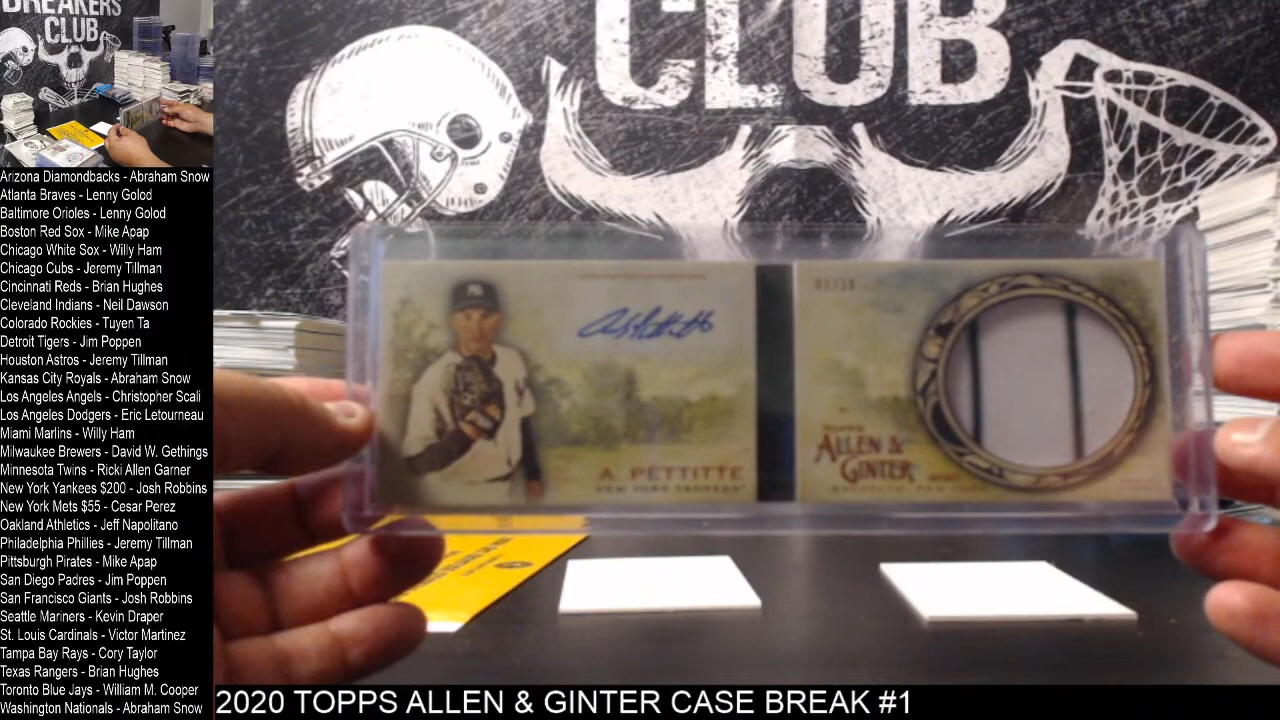 BREAKERS
CLUB
Arizona Diamondbacks - Abraham Snow
Atlanta Braves - Lenny Golod
Baltimore Orioles - Lenny Golod
Boston Red Sox - Mike Apap
Chicago White Sox - Willy Ham
Chicago Cubs - Jeremy Tillman
Cincinnati Reds - Brian Hughes
Cleveland Indians - Neil Dawson
Colorado Rockies - Tuyen Ta
Detroit Tigers - Jim Poppen
Houston Astros - Jeremy Tillman
Kansas City Royals - Abraham Snow
Los Angeles Angels - Christopher Scali
Los Angeles Dodgers - Eric Letourneau
Miami Marlins - Willy Ham
Milwaukee Brewers - David W. Gethings
Minnesota Twins - Ricki Allen Garner
New York Yankees $200 - Josh Robbins
New York Mets $55 - Cesar Perez
Oakland Athletics - Jeff Napolitano
Philadelphia Phillies - Jeremy Tillman
Pittsburgh Pirates - Mike Apap
San Diego Padres - Jim Poppen
San Francisco Giants - Josh Robbins
Seattle Mariners - Kevin Draper
St. Louis Cardinals - Victor Martinez
Tampa Bay Rays - Cory Taylor
Texas Rangers - Brian Hughes
Toronto Blue Jays - William M. Cooper
Washington Nationals - Abraham Snow
CLUB
A. PETTITTE
NEW YORK YANKEES
TOPPS
ALLEN &
GINTER
2020 TOPPS ALLEN & GINTER CASE BREAK #1